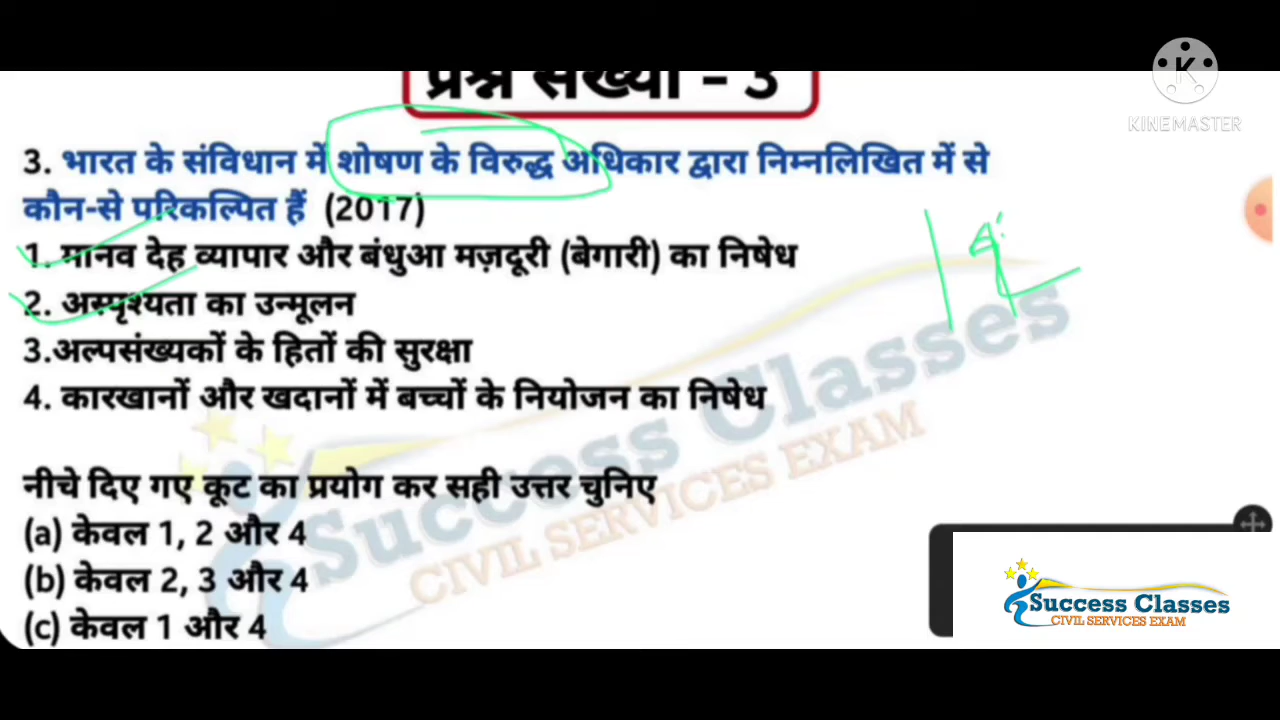 प्रश्न संख्या - 3
KINEMASTER
3. भारत के संविधान में शोषण के विरुद्ध अधिकार द्वारा निम्नलिखित में से
कौन-से परिकल्पित हैं (2017)
1. मानव देह व्यापार और बंधुआ मज़दूरी (बेगारी) का निषेध
2. अस्पृश्यता का उन्मूलन
3.अल्पसंख्यकों के हितों की सुरक्षा
4. कारखानों और खदानों में बच्चों के नियोजन का निषेध
नीचे दिए गए कूट का प्रयोग कर सही उत्तर चुनिए
(a) केवल 1, 2 और 4
(b) केवल 2, 3 और 4
(c) केवल 1 और 4
Success Classes
CIVIL SERVICES EXAM
Success Classes
CIVIL SERVICES EXAM